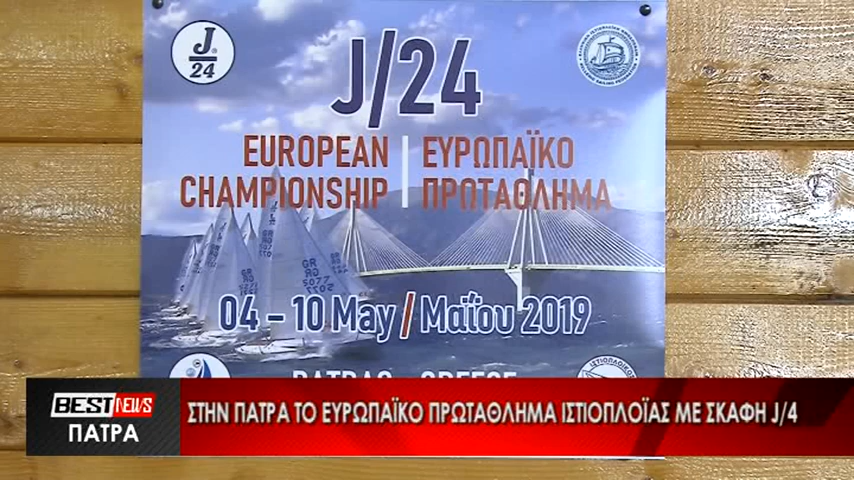 J
24
J/24
EUROPEAN
CHAMPIONSHIP
ΕΥΡΩΠΑΪΚΟ
ΠΡΩΤΑΘΛΗΜΑ
GR
5077
04 – 10 May / Μαΐου 2019
BEST NEWS
ΠΑΤΡΑ
ΣΤΗΝ ΠΑΤΡΑ ΤΟ ΕΥΡΩΠΑΪΚΟ ΠΡΩΤΑΘΛΗΜΑ ΙΣΤΙΟΠΛΟΪΑΣ ΜΕ ΣΚΑΦΗ J/4